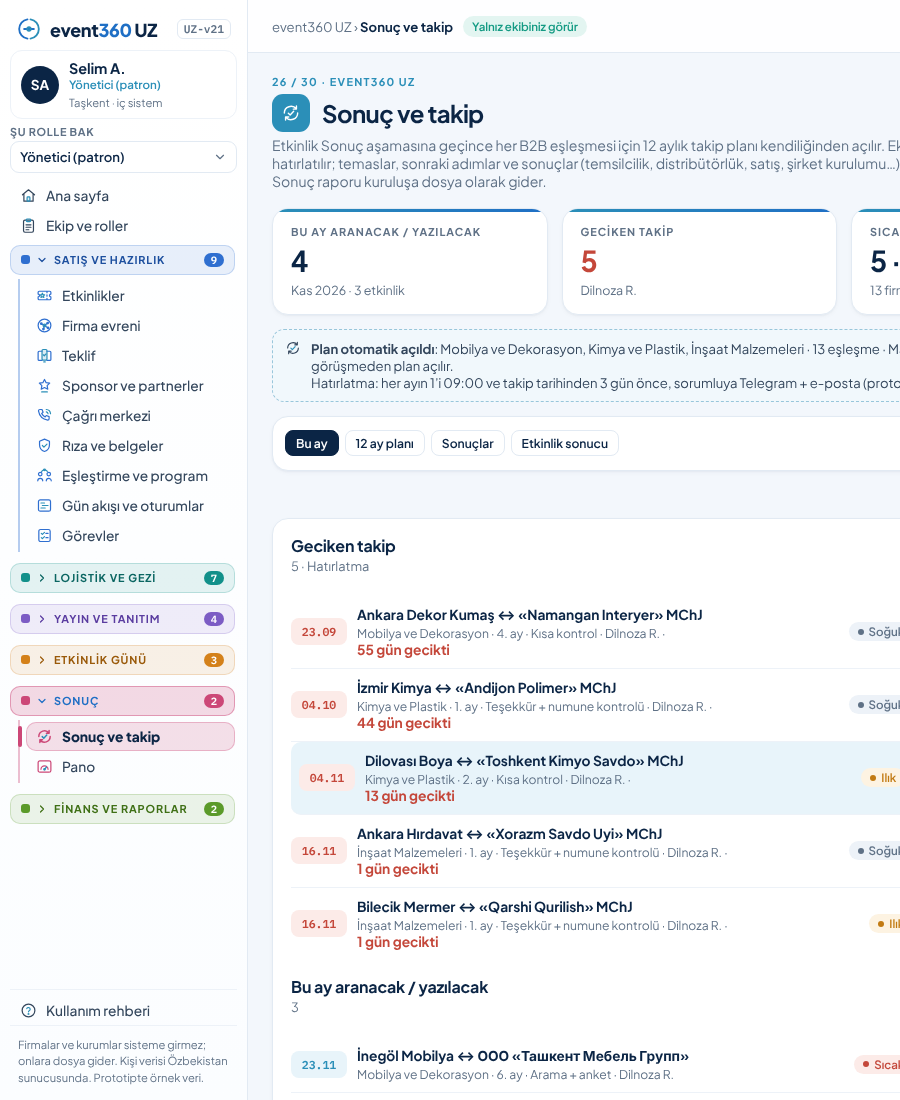 event360 UZ
UZ-v21
SA
Selim A.
Yönetici (patron)
Taşkent · iç sistem
ŞU ROLLE BAK
Yönetici (patron)
Ana sayfa
Ekip ve roller
SATIŞ VE HAZIRLIK 9
Etkinlikler
Firma evreni
Teklif
Sponsor ve partnerler
Çağrı merkezi
Rıza ve belgeler
Eşleştirme ve program
Gün akışı ve oturumlar
Görevler
LOJİSTİK VE GEZİ 7
YAYIN VE TANITIM 4
ETKİNLİK GÜNÜ 3
SONUÇ 2
Sonuç ve takip
Pano
FİNANS VE RAPORLAR 2
Kullanım rehberi
Firmalar ve kurumlar sisteme girmez;
onlara dosya gider. Kişi verisi Özbekistan
sunucusunda. Prototipte örnek veri.
event360 UZ › Sonuç ve takip Yalnız ekibiniz görür
26 / 30 · EVENT360 UZ
Sonuç ve takip
Etkinlik Sonuç aşamasına geçince her B2B eşleşmesi için 12 aylık takip planı kendiliğinden açılır.
hatırlatılır; temaslar, sonraki adımlar ve sonuçlar (temsilcilik, distribütörlük, satış, şirket kurulumu…)
Sonuç raporu kuruluşa dosya olarak gider.
BU AY ARANACAK / YAZILACAK
4
Kas 2026 · 3 etkinlik
GECİKEN TAKİP
5
Dilnoza R.
5 ·
Plan otomatik açıldı: Mobilya ve Dekorasyon, Kimya ve Plastik, İnşaat Malzemeleri · 13 eşleşme ·
görüşmeden plan açılır.
Hatırlatma: her ayın 1'i 09:00 ve takip tarihinden 3 gün önce, sorumluya Telegram + e-posta
Bu ay
12 ay planı
Sonuçlar
Etkinlik sonucu
Geciken takip
5 · Hatırlatma
23.09
Ankara Dekor Kumaş ↔ «Namangan Interyer» MChJ
Mobilya ve Dekorasyon · 4. ay · Kısa kontrol · Dilnoza R. ·
55 gün gecikti
04.10
İzmir Kimya ↔ «Andijon Polimer» MChJ
Kimya ve Plastik · 1. ay · Teşekkür + numune kontrolü · Dilnoza R. ·
44 gün gecikti
04.11
Dilovası Boya ↔ «Toshkent Kimyo Savdo» MChJ
Kimya ve Plastik · 2. ay · Kısa kontrol · Dilnoza R. ·
13 gün gecikti
Ilık
16.11
Ankara Hırdavat ↔ «Xorazm Savdo Uyi» MChJ
İnşaat Malzemeleri · 1. ay · Teşekkür + numune kontrolü · Dilnoza R. ·
1 gün gecikti
16.11
Bilecik Mermer ↔ «Qarshi Qurilish» MChJ
İnşaat Malzemeleri · 1. ay · Teşekkür + numune kontrolü · Dilnoza R. ·
1 gün gecikti
Bu ay aranacak / yazılacak
3
23.11
İnegöl Mobilya ↔ ООО «Ташкент Мебель Групп»
Mobilya ve Dekorasyon · 6. ay · Arama + anket · Dilnoza R.